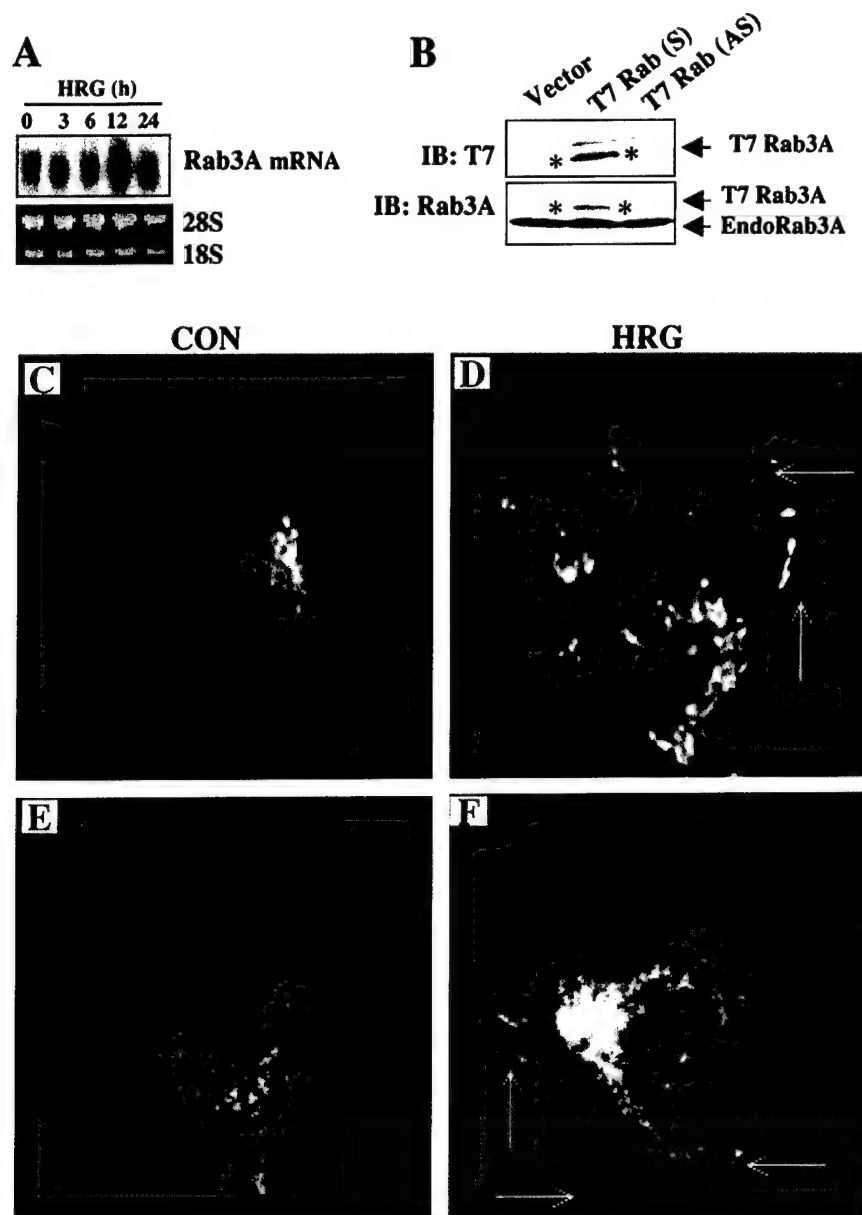 A
HRG (h)
0 3 6 12 24
Rab3A mRNA
28S
18S
B
Vector
T7 Rab (S)
T7 Rab (AS)
IB: T7
* *
T7 Rab3A
IB: Rab3A
* *
T7 Rab3A
EndoRab3A
CON
HRG
C
D
E
F